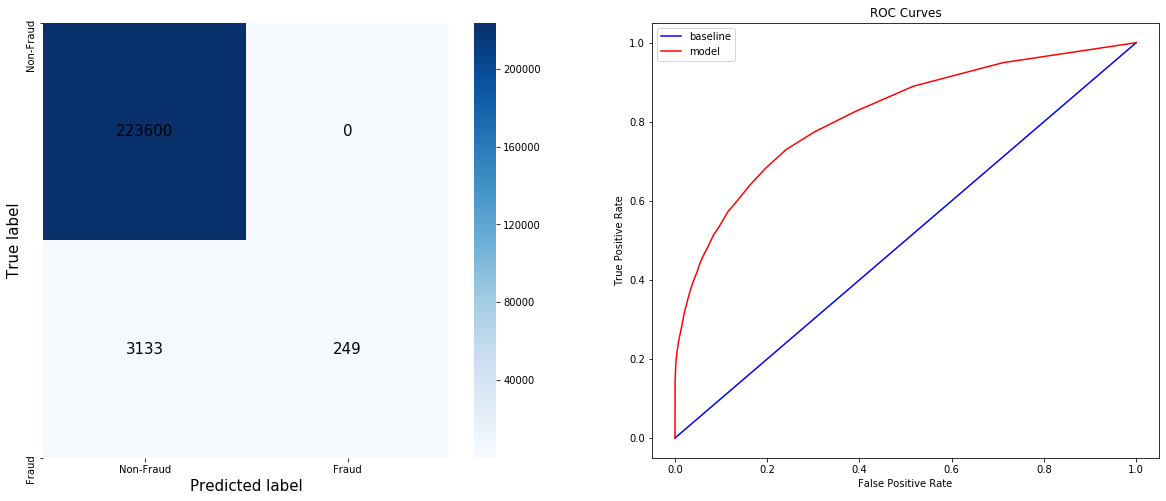 Non-Fraud
Fraud
True label
223600
0
3133
249
Non-Fraud
Fraud
Predicted label
200000
160000
120000
80000
40000
ROC Curves
baseline
model
True Positive Rate
1.0
0.8
0.6
0.4
0.2
0.0
0.0
0.2
0.4
0.6
0.8
1.0
False Positive Rate